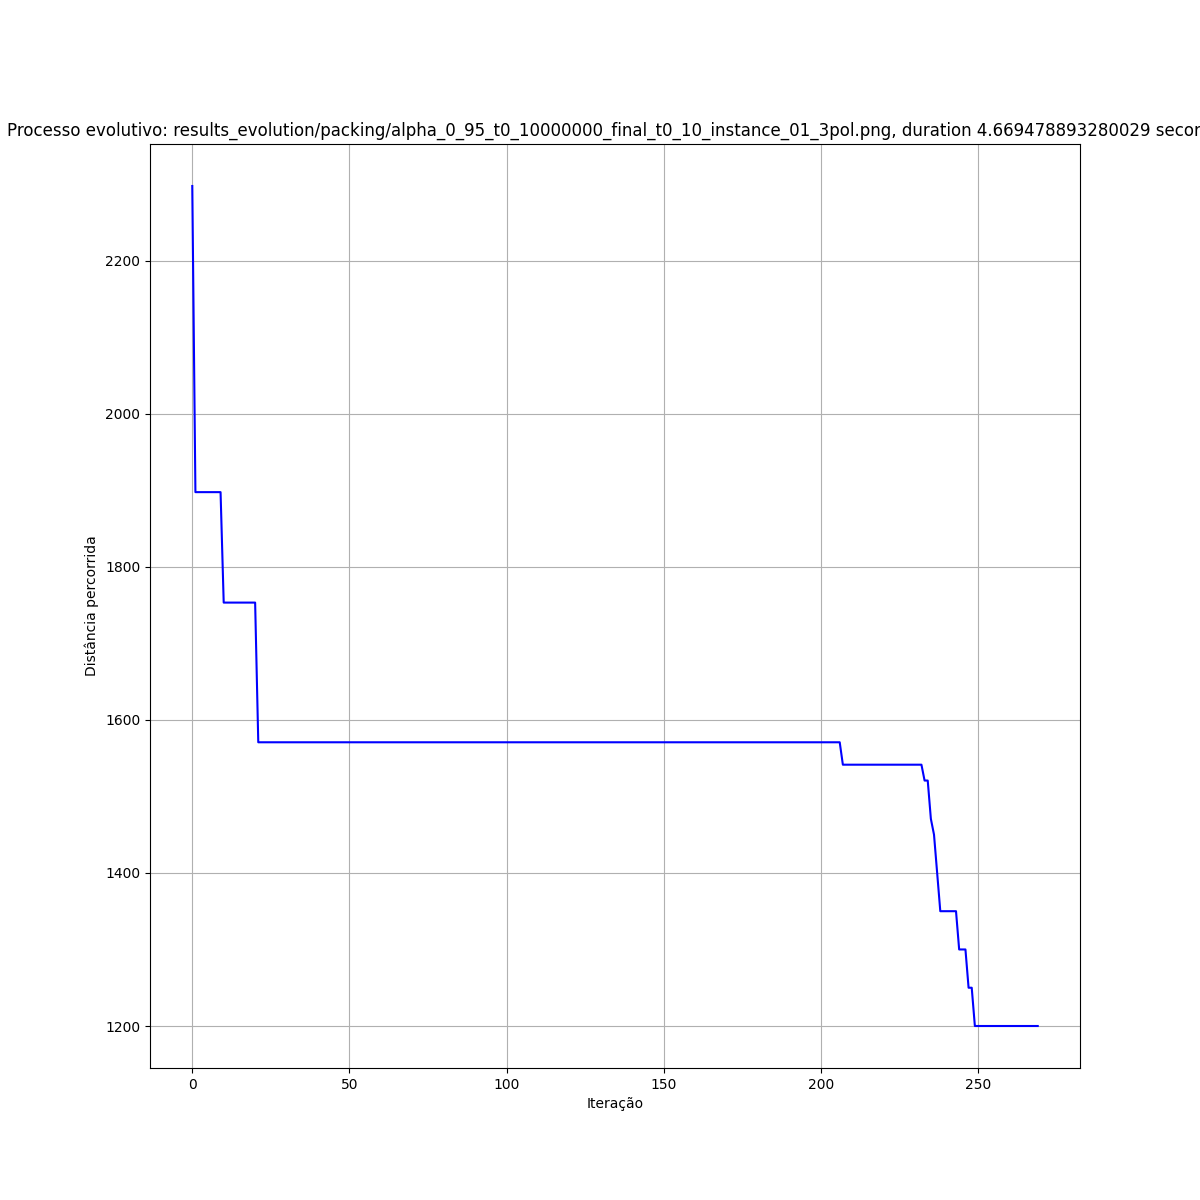 Processo evolutivo: results_evolution/packing/alpha_0_95_t0_10000000_final_t0_10_instance_01_3pol.png, duration 4.669478893280029 secon
2200
2000
1800
1600
1400
1200
Distância percorrida
0 50 100 150 200 250
Iteração